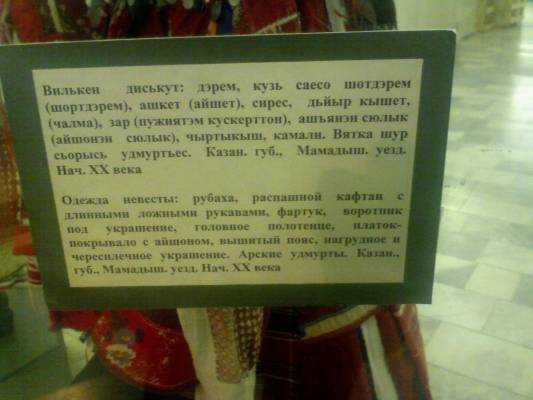 Вилькен диськут: дэрем, кузь саесо шотдэрем
(шортдэрем), ашкет (айшет), сирес, дьйыр кышет,
(чалма), зар (пужиятэм кускерттон), ашъянэн сюлык
(айшонэн сюлык), чыртыкыш, камали. Вятка шур
сьорысь удмуртъес. Казан. губ., Мамадыш. уезд.
Нач. XX века
Одежда невесты: рубаха, распашной кафтан с
длинными ложными рукавами, фартук, воротник
под украшение, головное полотенце, платок-
покрывало с айшоном, вышитый пояс, нагрудное и
чересплечное украшение. Арские удмурты. Казан.,
губ., Мамадыш. уезд. Нач. XX века